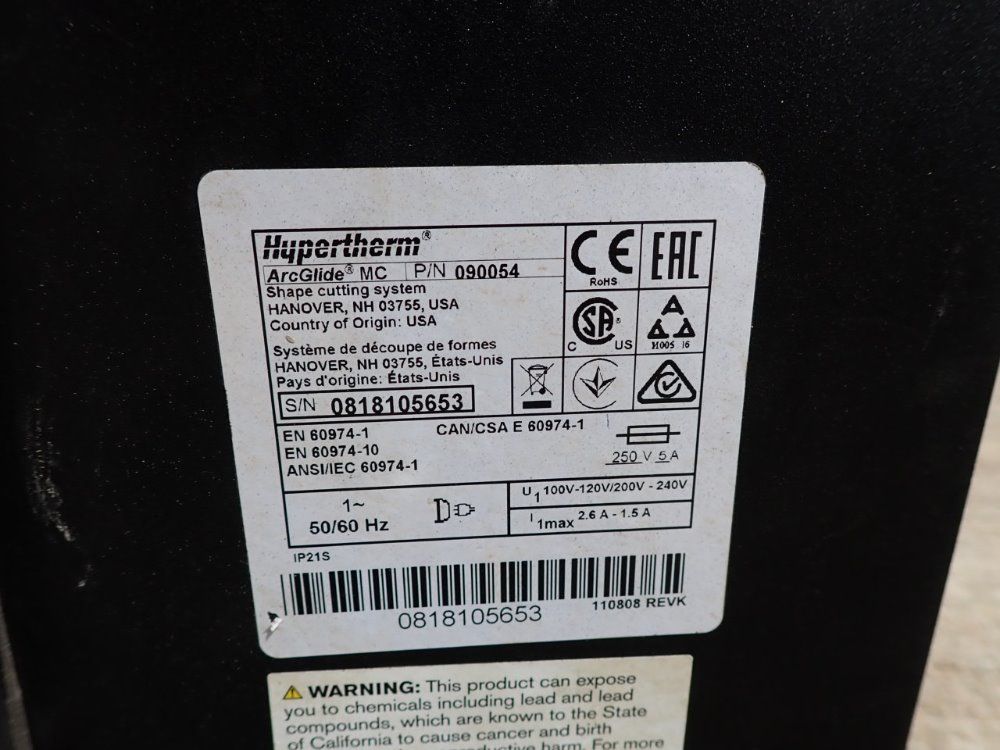 Hypertherm®
ArcGlide® MC P/N 090054
Shape cutting system
HANOVER, NH 03755, USA
Country of Origin: USA
Système de découpe de formes
HANOVER, NH 03755, États-Unis
Pays d'origine: États-Unis
S/N 0818105653
CE
RoHS
EAC
C SA® US
EN 60974-1
EN 60974-10
ANSI/IEC 60974-1
CAN/CSA E 60974-1
250 V 5 A
1~
50/60 Hz
U1 100V-120V/200V - 240V
I1max 2.6 A - 1.5 A
IP21S
0818105653
110808 REVK
WARNING: This product can expose
you to chemicals including lead and lead
compounds, which are known to the State
of California to cause cancer and birth
harm. For more